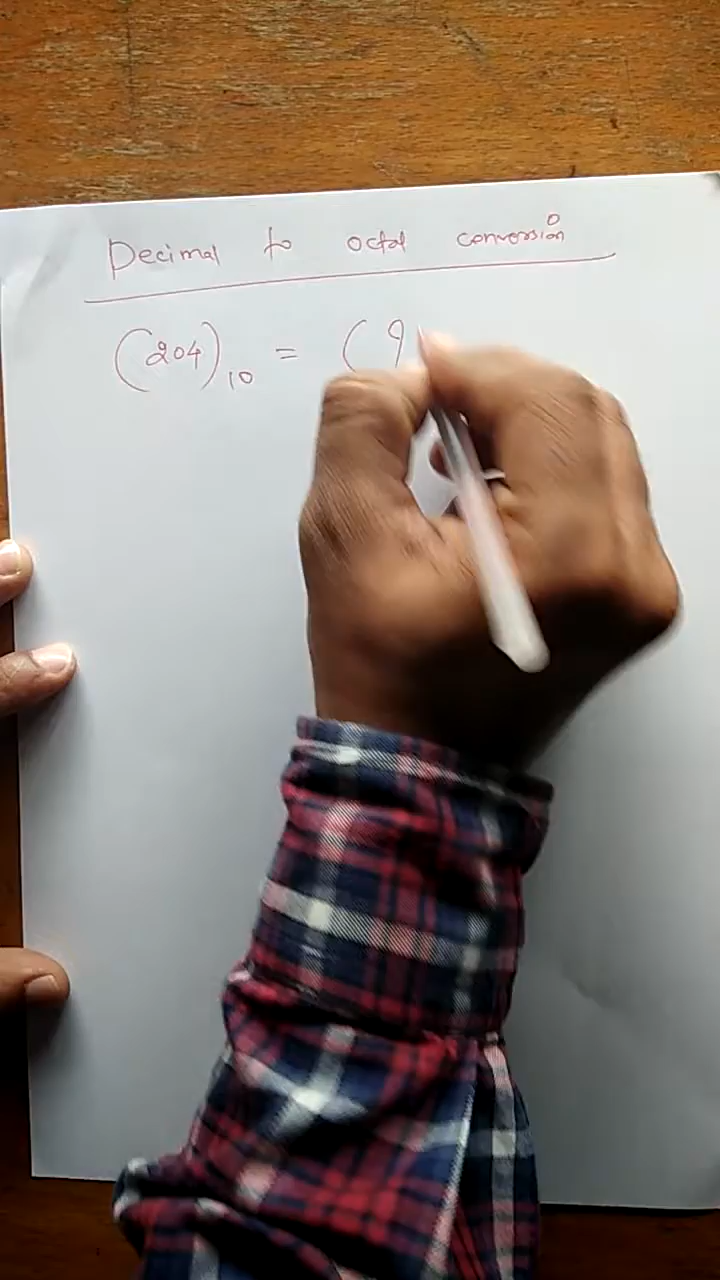 Decimal to octal conversion
(204)10 = (